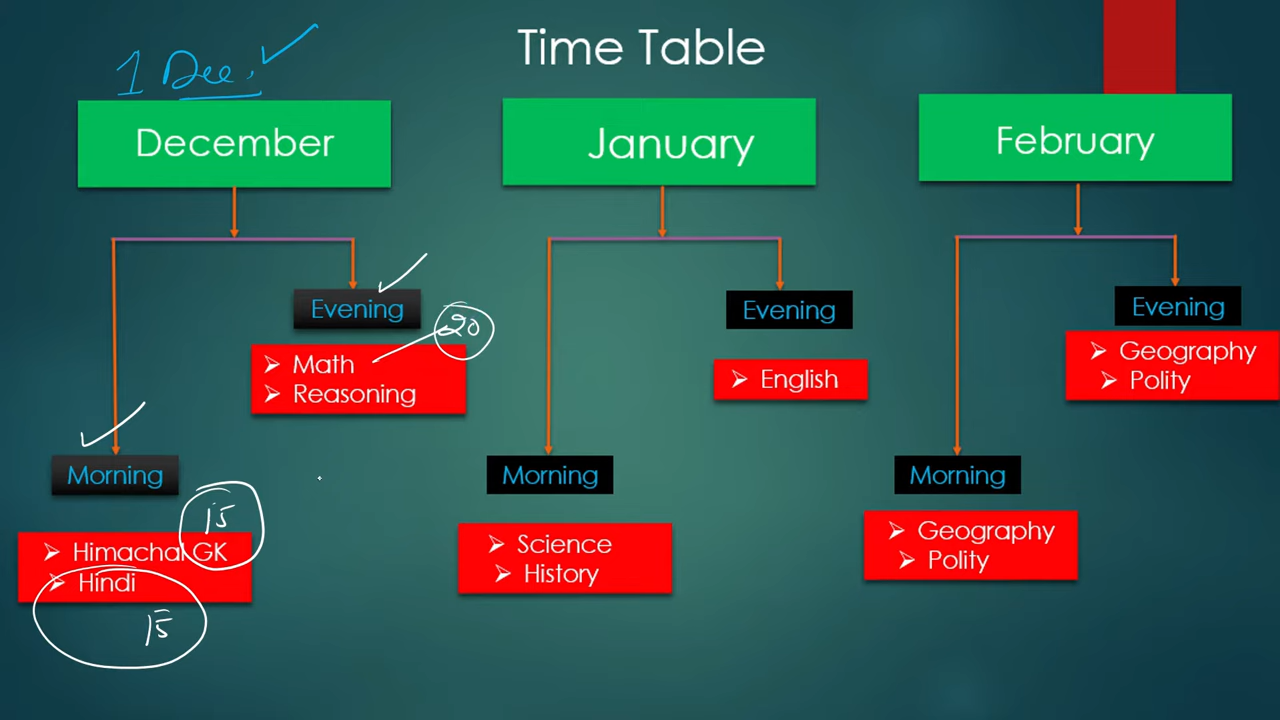 Time Table
1 Dec.
December
January
February
Evening
20
Math
Reasoning
Morning
15
Himachal GK
Hindi
15
Evening
English
Morning
Science
History
Evening
Geography
Polity
Morning
Geography
Polity